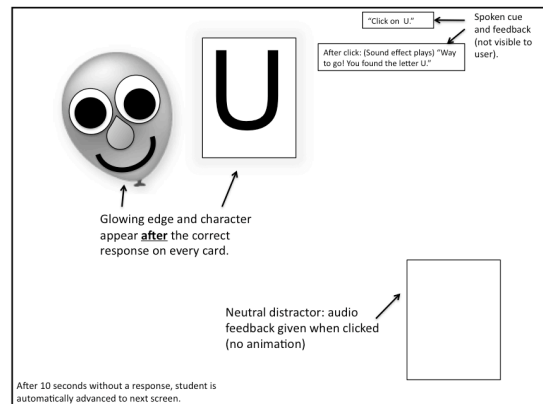 “Click on  U.”
Spoken cue
and feedback
(not visible to
user).
After click: (Sound effect plays) “Way
to go! You found the letter U.”
U
Glowing edge and character
appear after the correct
response on every card.
Neutral distractor: audio
feedback given when clicked
(no animation)
After 10 seconds without a response, student is
automatically advanced to next screen.